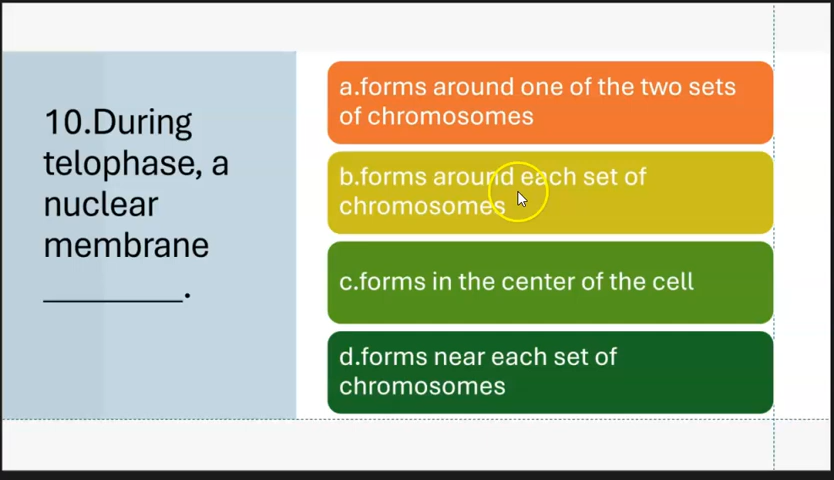 10.During
telophase, a
nuclear
membrane
_________.
a.forms around one of the two sets
of chromosomes
b.forms around each set of
chromosomes
c.forms in the center of the cell
d.forms near each set of
chromosomes